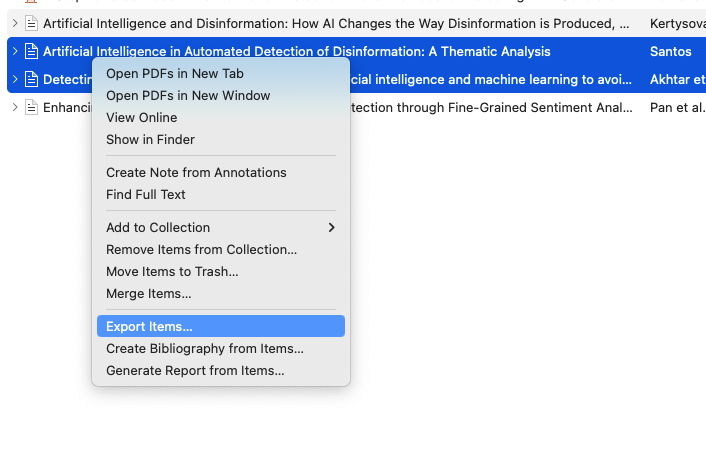 Artificial Intelligence and Disinformation: How AI Changes the Way Disinformation is Produced, ... Kertysova
Artificial Intelligence in Automated Detection of Disinformation: A Thematic Analysis Santos
Detectin cial intelligence and machine learning to avoi... Akhtar et
Enhanci tection through Fine-Grained Sentiment Anal... Pan et al.
Open PDFs in New Tab
Open PDFs in New Window
View Online
Show in Finder
Create Note from Annotations
Find Full Text
Add to Collection
Remove Items from Collection...
Move Items to Trash...
Merge Items...
Export Items...
Create Bibliography from Items...
Generate Report from Items...